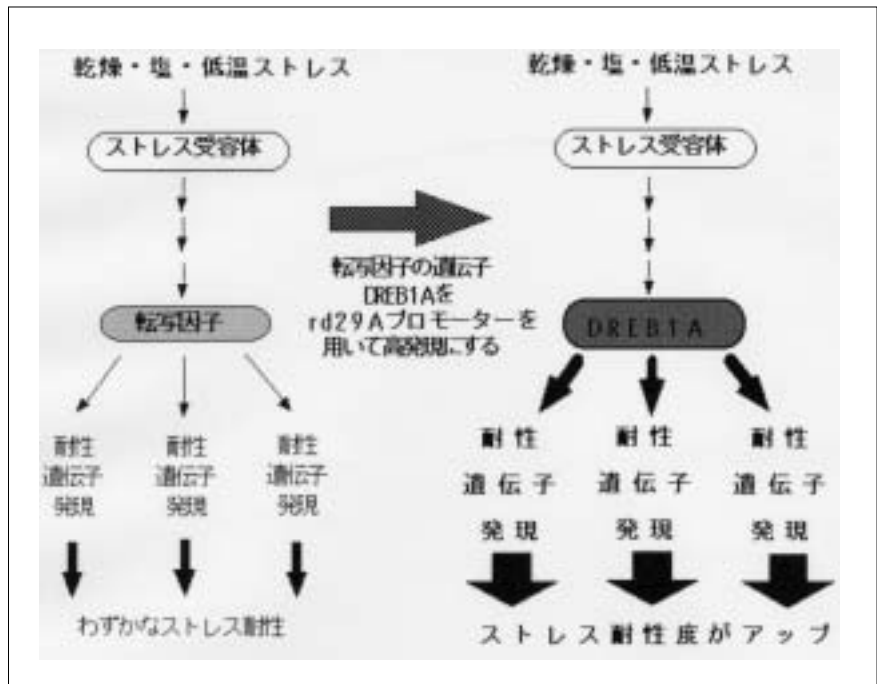 乾燥・塩・低温ストレス
ストレス受容体
転写因子
耐性
遺伝子
発現
耐性
遺伝子
発現
耐性
遺伝子
発現
わずかなストレス耐性
転写因子の遺伝子
DREB1Aを
rd29Aプロモーターを
用いて高発現にする
乾燥・塩・低温ストレス
ストレス受容体
DREB1A
耐性
遺伝子
発現
耐性
遺伝子
発現
耐性
遺伝子
発現
ストレス耐性度がアップ